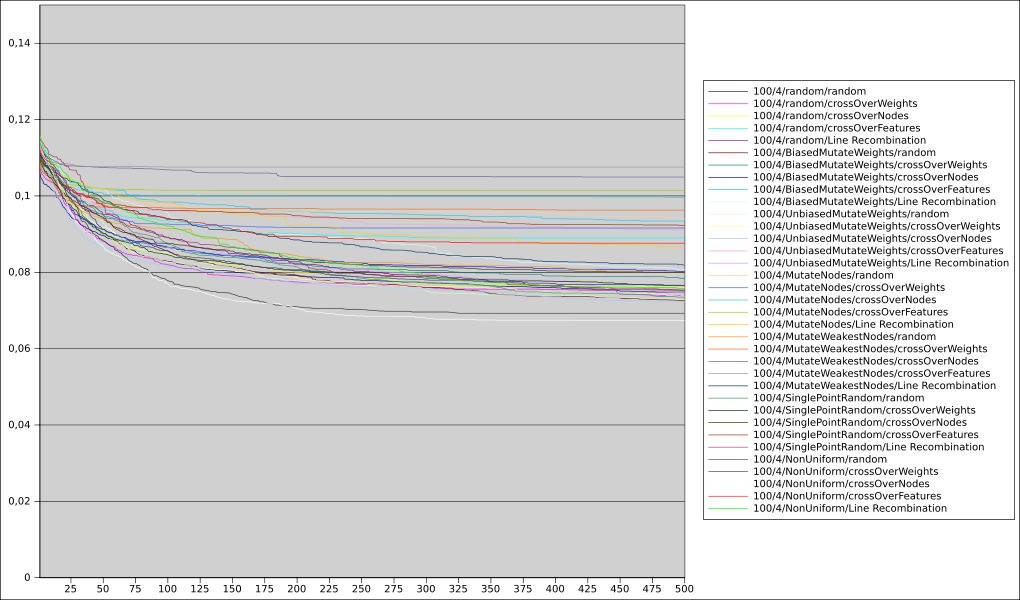 0,14
0,12
0,1
0,08
0,06
0,04
0,02
0
25 50 75 100 125 150 175 200 225 250 275 300 325 350 375 400 425 450 475 500
100/4/random/random
100/4/random/crossOverWeights
100/4/random/crossOverNodes
100/4/random/crossOverFeatures
100/4/random/Line Recombination
100/4/BiasedMutateWeights/random
100/4/BiasedMutateWeights/crossOverWeights
100/4/BiasedMutateWeights/crossOverNodes
100/4/BiasedMutateWeights/crossOverFeatures
100/4/BiasedMutateWeights/Line Recombination
100/4/UnbiasedMutateWeights/random
100/4/UnbiasedMutateWeights/crossOverWeights
100/4/UnbiasedMutateWeights/crossOverNodes
100/4/UnbiasedMutateWeights/crossOverFeatures
100/4/UnbiasedMutateWeights/Line Recombination
100/4/MutateNodes/random
100/4/MutateNodes/crossOverWeights
100/4/MutateNodes/crossOverNodes
100/4/MutateNodes/crossOverFeatures
100/4/MutateNodes/Line Recombination
100/4/MutateWeakestNodes/random
100/4/MutateWeakestNodes/crossOverWeights
100/4/MutateWeakestNodes/crossOverNodes
100/4/MutateWeakestNodes/crossOverFeatures
100/4/MutateWeakestNodes/Line Recombination
100/4/SinglePointRandom/random
100/4/SinglePointRandom/crossOverWeights
100/4/SinglePointRandom/crossOverNodes
100/4/SinglePointRandom/crossOverFeatures
100/4/SinglePointRandom/Line Recombination
100/4/NonUniform/random
100/4/NonUniform/crossOverWeights
100/4/NonUniform/crossOverNodes
100/4/NonUniform/crossOverFeatures
100/4/NonUniform/Line Recombination